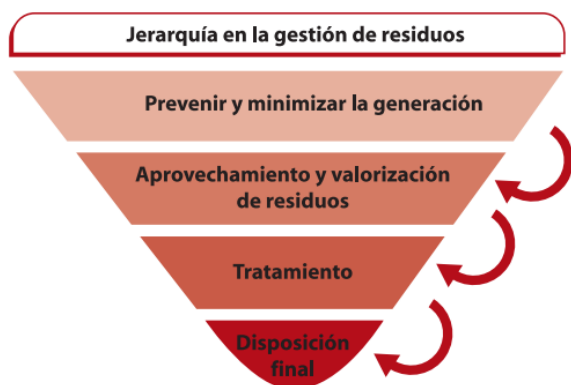 Jerarquía en la gestión de residuos
Prevenir y minimizar la generación
Aprovechamiento y valorización
de residuos
Tratamiento
Disposición
final